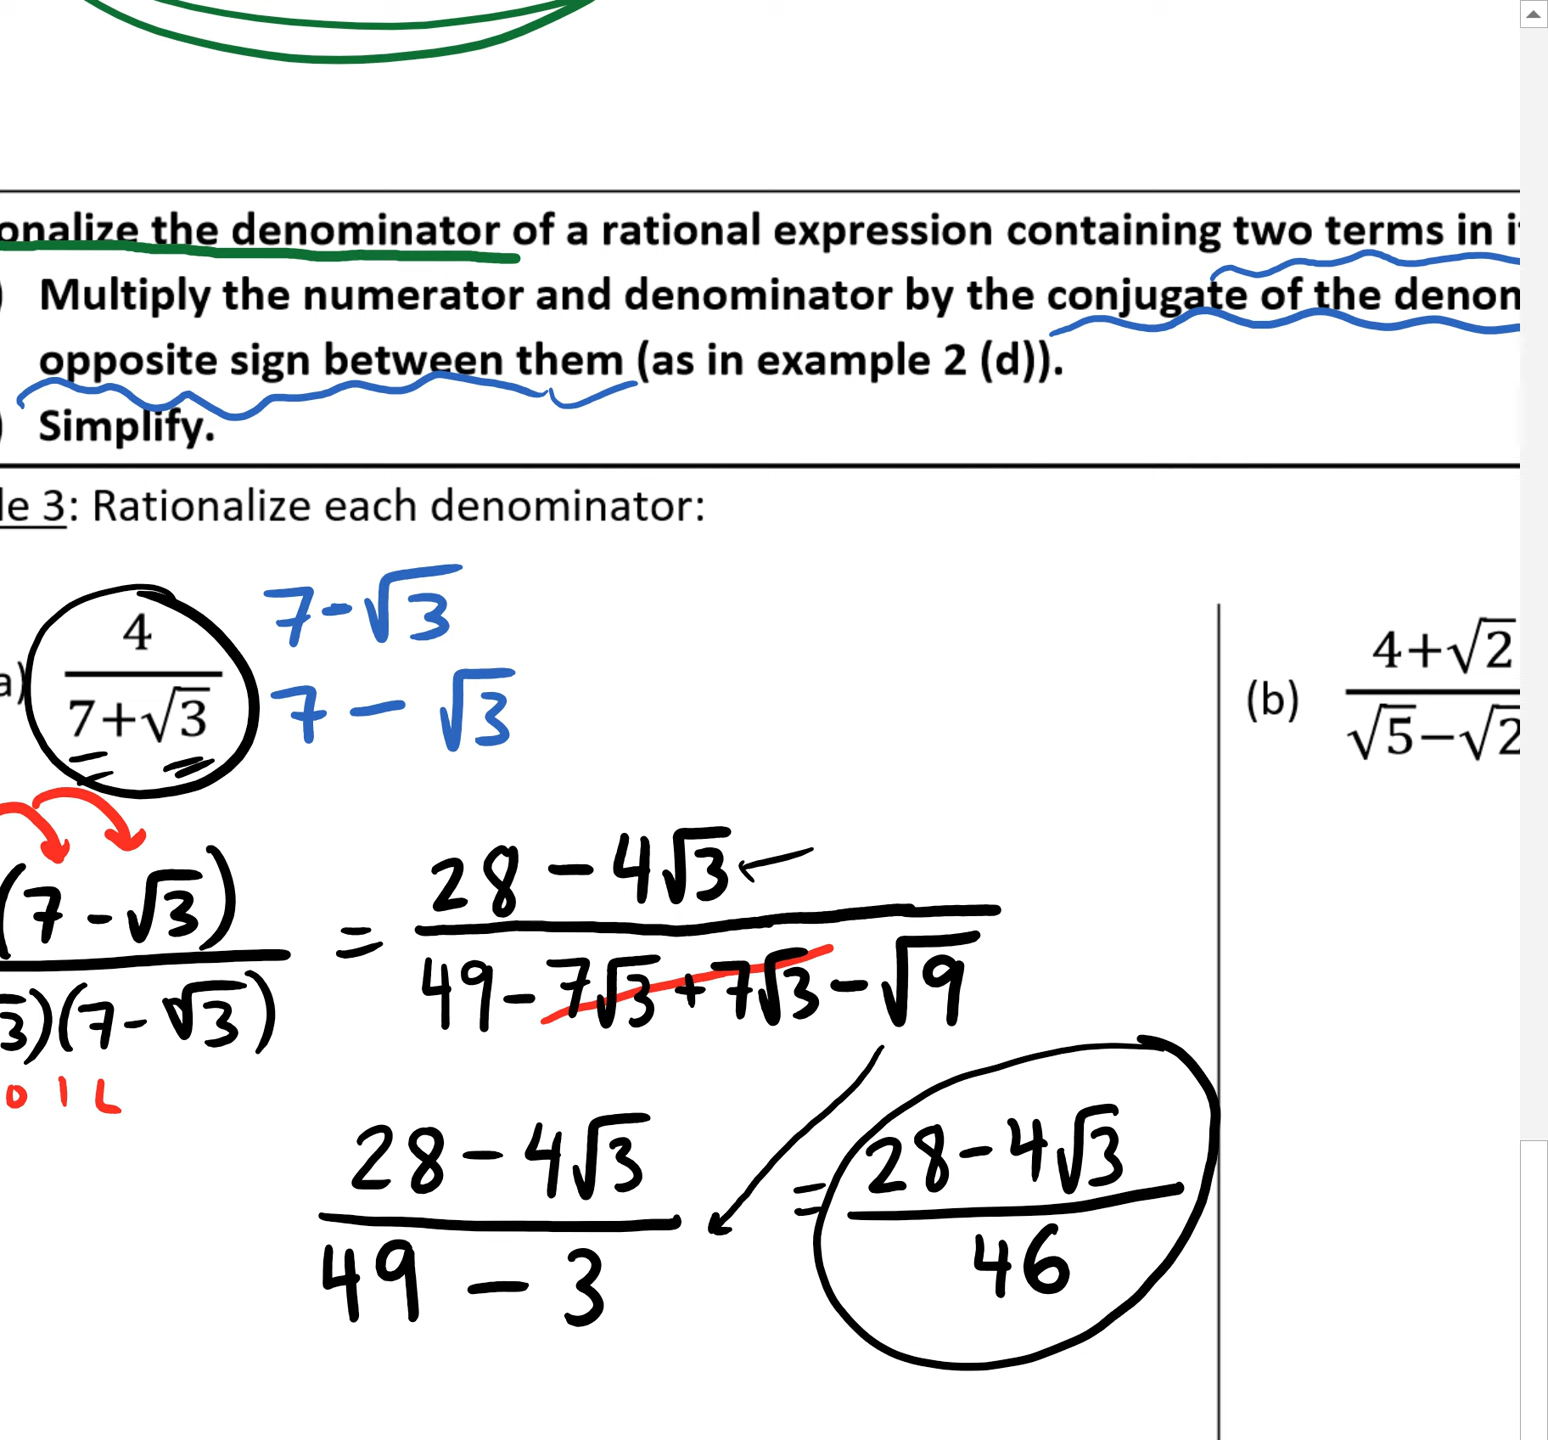 onalize the denominator of a rational expression containing two terms in i
) Multiply the numerator and denominator by the conjugate of the denom
opposite sign between them (as in example 2 (d)).
) Simplify.
le 3: Rationalize each denominator:
a) 4/(7+√3)
7-√3
7 - √3
(b) (4+√2)/(√5-√2)
(7-√3) / 3)(7-√3) = (28-4√3) / (49-7√3+7√3-√9)
O I L
(28-4√3) / (49-3) = (28-4√3) / 46